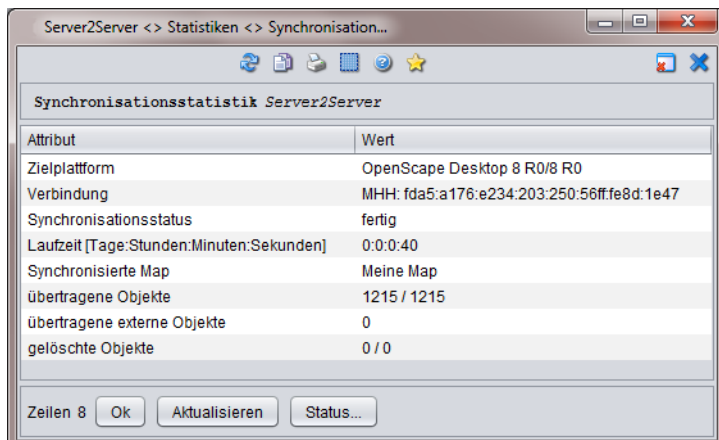 Server2Server <> Statistiken <> Synchronisation...
Synchronisationsstatistik Server2Server
Attribut Wert
Zielplattform OpenScape Desktop 8 R0/8 R0
Verbindung MHH: fda5:a176:e234:203:250:56ff:fe8d:1e47
Synchronisationsstatus fertig
Laufzeit [Tage:Stunden:Minuten:Sekunden] 0:0:0:40
Synchronisierte Map Meine Map
übertragene Objekte 1215 / 1215
übertragene externe Objekte 0
gelöschte Objekte 0 / 0
Zeilen 8 Ok Aktualisieren Status...